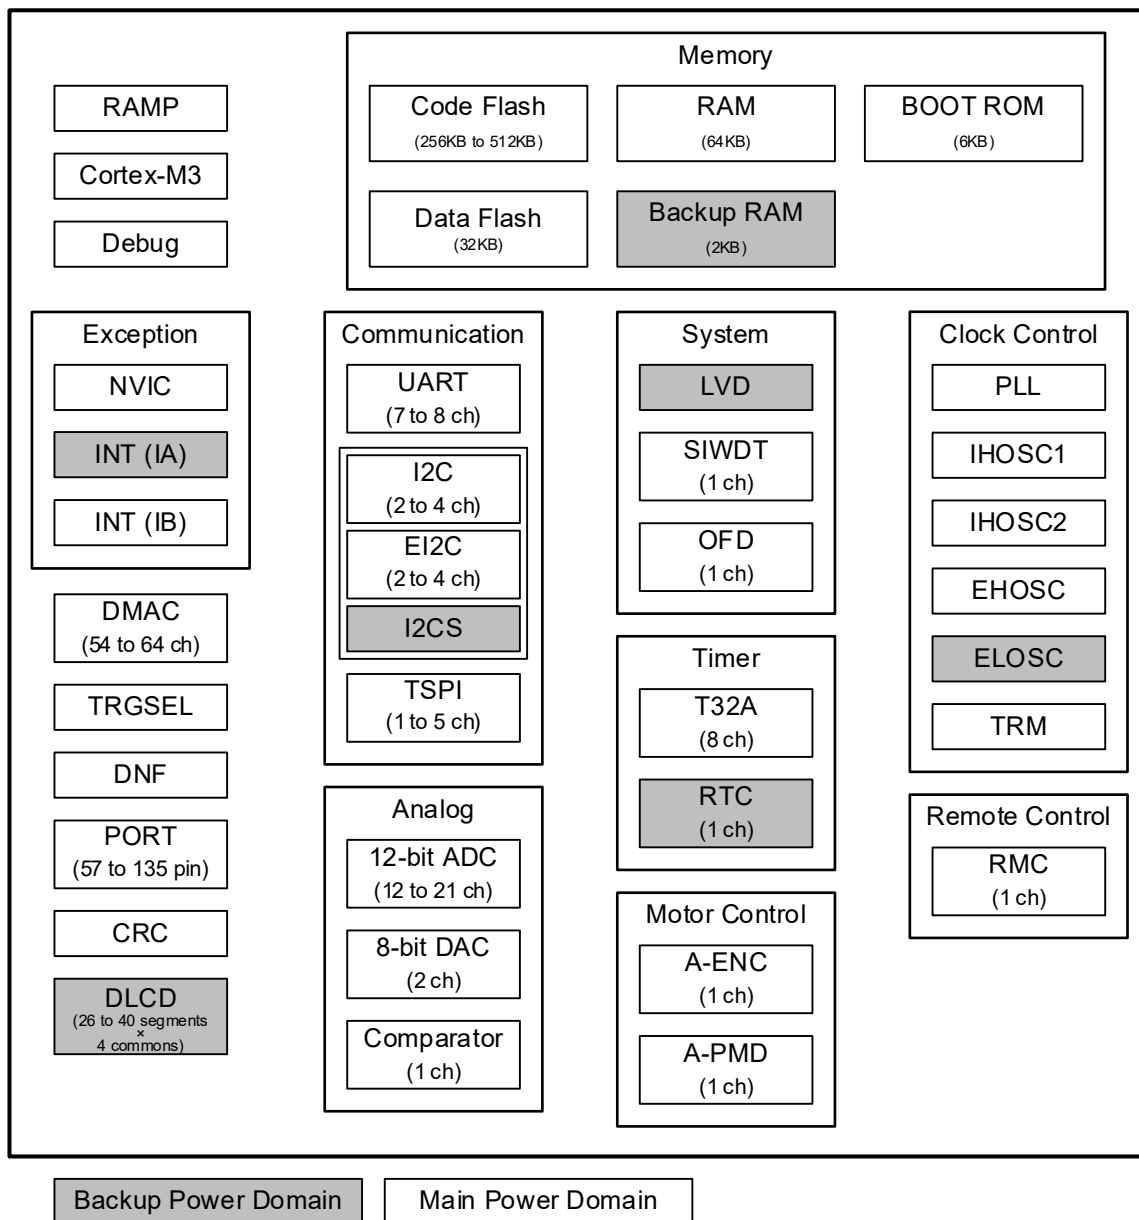 Memory
RAMP
Cortex-M3
Debug
Code Flash
(256KB to 512KB)
RAM
(64KB)
BOOT ROM
(6KB)
Data Flash
(32KB)
Backup RAM
(2KB)
Exception
NVIC
INT (IA)
INT (IB)
DMAC
(54 to 64 ch)
TRGSEL
DNF
PORT
(57 to 135 pin)
CRC
DLCD
(26 to 40 segments
×
4 commons)
Communication
UART
(7 to 8 ch)
I2C
(2 to 4 ch)
EI2C
(2 to 4 ch)
I2CS
TSPI
(1 to 5 ch)
Analog
12-bit ADC
(12 to 21 ch)
8-bit DAC
(2 ch)
Comparator
(1 ch)
System
LVD
SIWDT
(1 ch)
OFD
(1 ch)
Timer
T32A
(8 ch)
RTC
(1 ch)
Motor Control
A-ENC
(1 ch)
A-PMD
(1 ch)
Clock Control
PLL
IHOSC1
IHOSC2
EHOSC
ELOSC
TRM
Remote Control
RMC
(1 ch)
Backup Power Domain
Main Power Domain